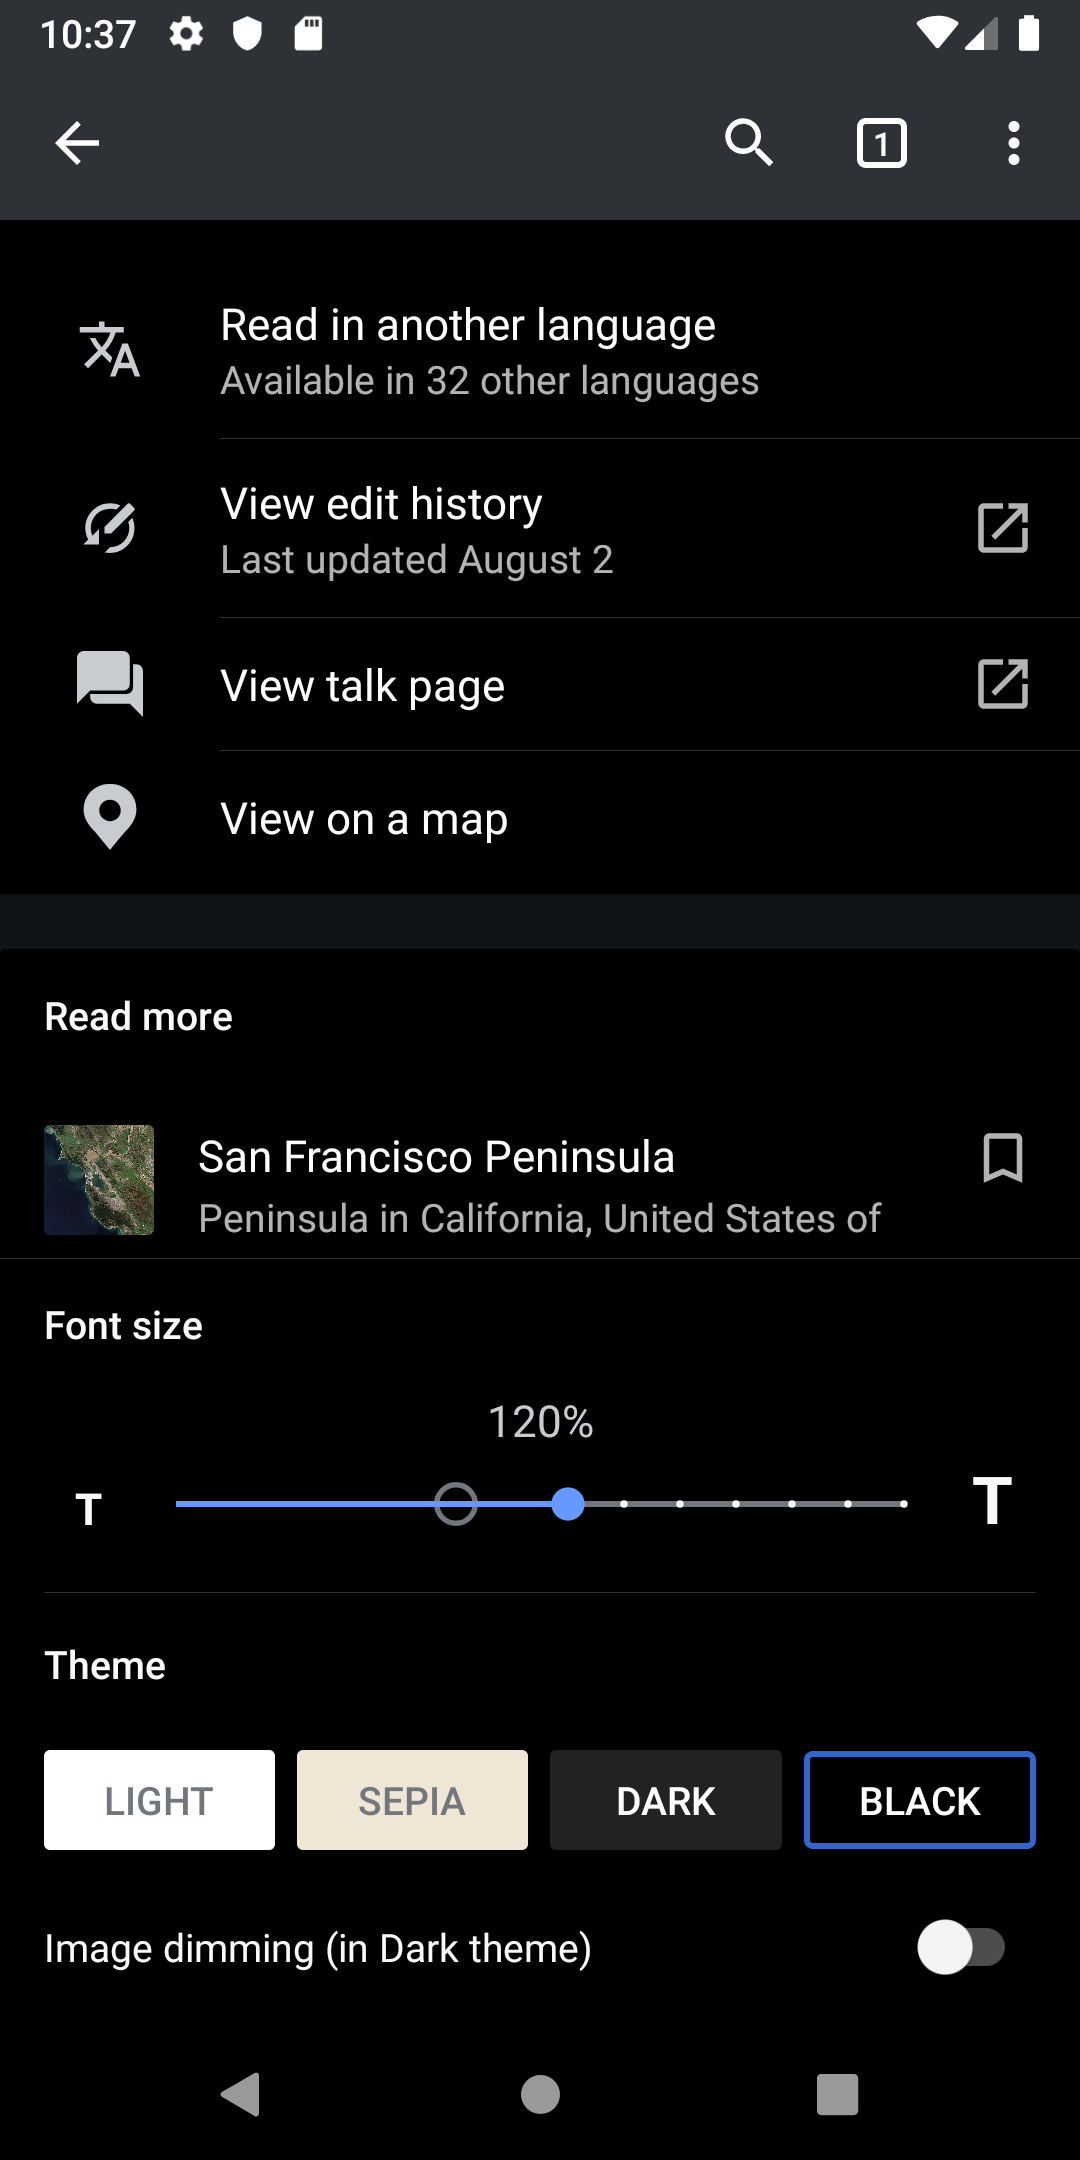 10:37
1
Read in another language
Available in 32 other languages
View edit history
Last updated August 2
View talk page
View on a map
Read more
San Francisco Peninsula
Peninsula in California, United States of
Font size
120%
T
T
Theme
LIGHT
SEPIA
DARK
BLACK
Image dimming (in Dark theme)